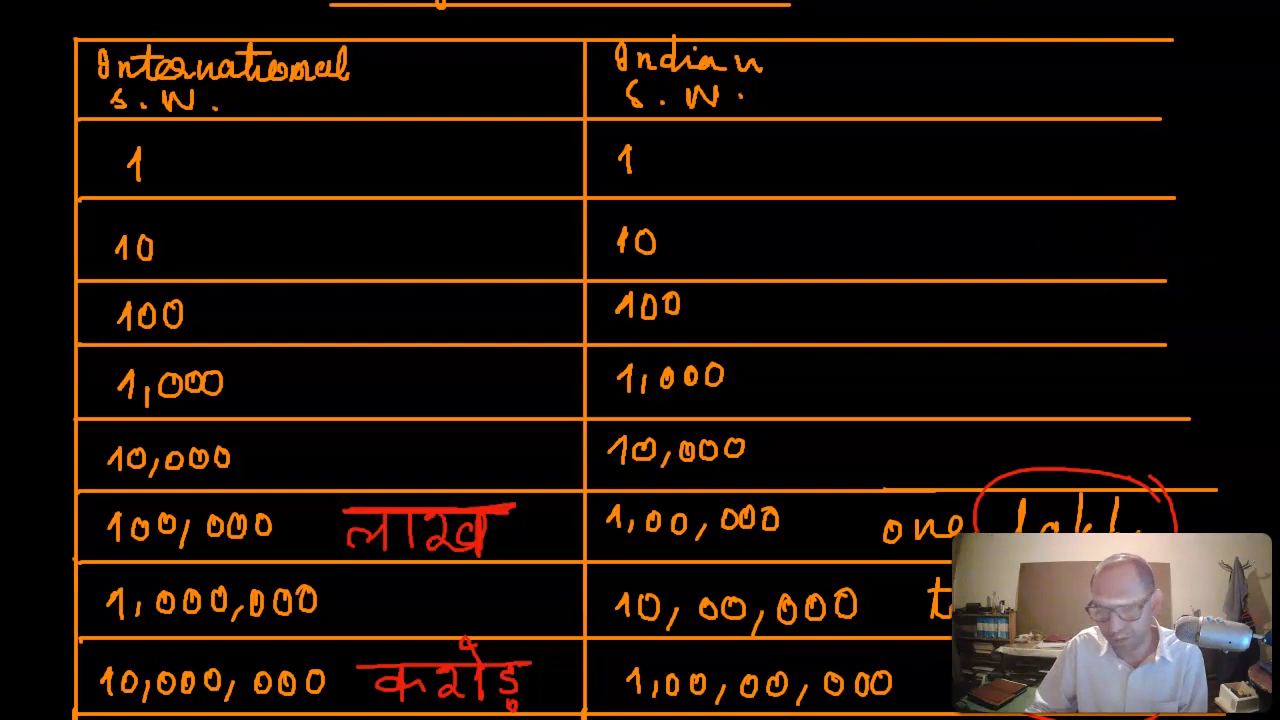 International Indian
S.W. S.W.
1 1
10 10
100 100
1,000 1,000
10,000 10,000
100,000 लाख 1,00,000 one lakh
1,000,000 10,00,000
10,000,000 करोड़ 1,00,00,000